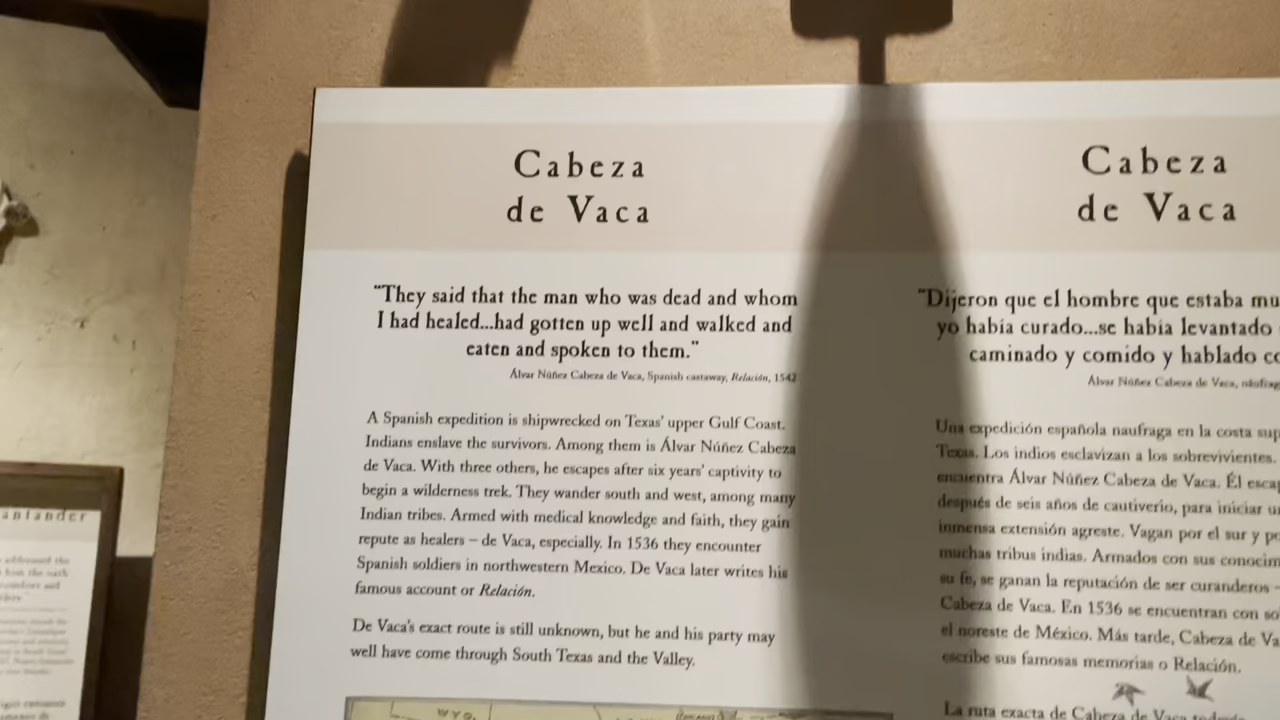 Cabeza
de Vaca
"They said that the man who was dead and whom
I had healed...had gotten up well and walked and
eaten and spoken to them."
Álvar Núñez Cabeza de Vaca, Spanish castaway, Relación, 1542
A Spanish expedition is shipwrecked on Texas' upper Gulf Coast.
Indians enslave the survivors. Among them is Álvar Núñez Cabeza
de Vaca. With three others, he escapes after six years' captivity to
begin a wilderness trek. They wander south and west, among many
Indian tribes. Armed with medical knowledge and faith, they gain
repute as healers – de Vaca, especially. In 1536 they encounter
Spanish soldiers in northwestern Mexico. De Vaca later writes his
famous account or Relación.
De Vaca's exact route is still unknown, but he and his party may
well have come through South Texas and the Valley.
WYO.
Cabeza
de Vaca
"Dijeron que el hombre que estaba mu
yo había curado...se había levantado
caminado y comido y hablado co
Álvar Núñez Cabeza de Vaca, náufrag
Una expedición española naufraga en la costa sup
Texas. Los indios esclavizan a los sobrevivientes.
encuentra Álvar Núñez Cabeza de Vaca. Él escap
después de seis años de cautiverio, para iniciar un
inmensa extensión agreste. Vagan por el sur y po
muchas tribus indias. Armados con sus conocim
su fe, se ganan la reputación de ser curanderos –
Cabeza de Vaca. En 1536 se encuentran con so
el noreste de México. Más tarde, Cabeza de Va
escribe sus famosas memorias o Relación.
La ruta exacta de Cabeza de Vaca
antander